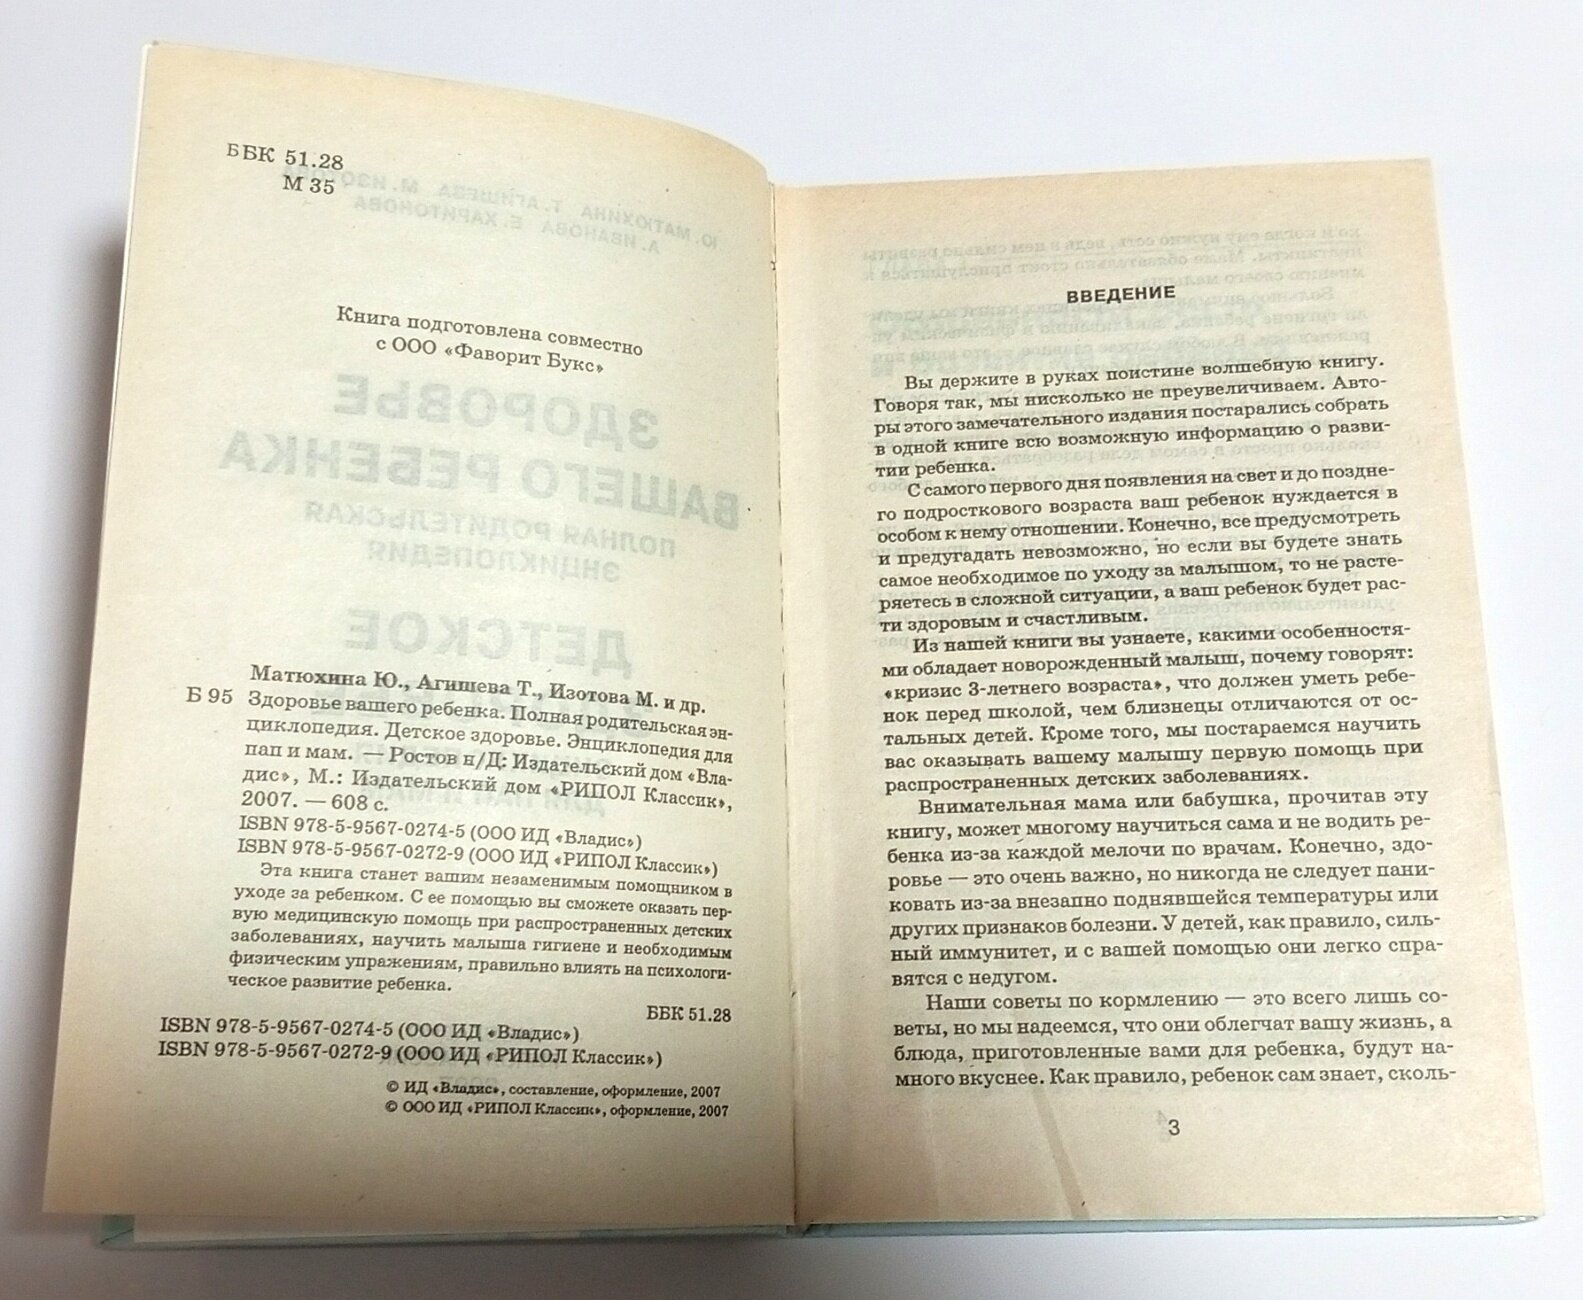 ББК 51.28
М 35
Книга подготовлена совместно
с ООО «Фаворит Букс»
Матюхина Ю., Агишева Т., Изотова М. и др.
Б 95 Здоровье вашего ребенка. Полная родительская эн-
циклопедия. Детское здоровье. Энциклопедия для
пап и мам. — Ростов н/Д: Издательский дом «Вла-
дис», М.: Издательский дом «РИПОЛ Классик»,
2007. — 608 с.
ISBN 978-5-9567-0274-5 (ООО ИД «Владис»)
ISBN 978-5-9567-0272-9 (ООО ИД «РИПОЛ Классик»)
Эта книга станет вашим незаменимым помощником в
уходе за ребенком. С ее помощью вы сможете оказать пер-
вую медицинскую помощь при распространенных детских
заболеваниях, научить малыша гигиене и необходимым
физическим упражнениям, правильно влиять на психологи-
ческое развитие ребенка.
ББК 51.28
ISBN 978-5-9567-0274-5 (ООО ИД «Владис»)
ISBN 978-5-9567-0272-9 (ООО ИД «РИПОЛ Классик»)
© ИД «Владис», составление, оформление, 2007
© ООО ИД «РИПОЛ Классик», оформление, 2007
ВВЕДЕНИЕ
Вы держите в руках поистине волшебную книгу.
Говоря так, мы нисколько не преувеличиваем. Авто-
ры этого замечательного издания постарались собрать
в одной книге всю возможную информацию о разви-
тии ребенка.
С самого первого дня появления на свет и до поздне-
го подросткового возраста ваш ребенок нуждается в
особом к нему отношении. Конечно, все предусмотреть
и предугадать невозможно, но если вы будете знать
самое необходимое по уходу за малышом, то не расте-
ряетесь в сложной ситуации, а ваш ребенок будет рас-
ти здоровым и счастливым.
Из нашей книги вы узнаете, какими особенностя-
ми обладает новорожденный малыш, почему говорят:
«кризис 3-летнего возраста», что должен уметь ребе-
нок перед школой, чем близнецы отличаются от ос-
тальных детей. Кроме того, мы постараемся научить
вас оказывать вашему малышу первую помощь при
распространенных детских заболеваниях.
Внимательная мама или бабушка, прочитав эту
книгу, может многому научиться сама и не водить ре-
бенка из-за каждой мелочи по врачам. Конечно, здо-
ровье — это очень важно, но никогда не следует пани-
ковать из-за внезапно поднявшейся температуры или
других признаков болезни. У детей, как правило, силь-
ный иммунитет, и с вашей помощью они легко спра-
вятся с недугом.
Наши советы по кормлению — это всего лишь со-
веты, но мы надеемся, что они облегчат вашу жизнь, а
блюда, приготовленные вами для ребенка, будут на-
много вкуснее. Как правило, ребенок сам знает, сколь-
3